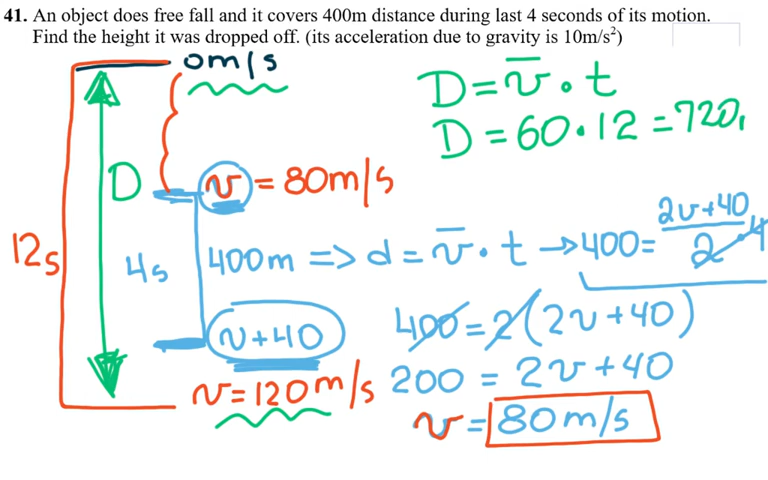 41. An object does free fall and it covers 400m distance during last 4 seconds of its motion.
Find the height it was dropped off. (its acceleration due to gravity is 10m/s²)
0m/s
D = v̅ · t
D = 60 · 12 = 720
D
v = 80m/s
12s
4s
400m => d = v̅ · t → 400 = (2v+40)/2 · 4
v+40
400 = 2(2v+40)
200 = 2v+40
v = 120m/s
v = 80m/s